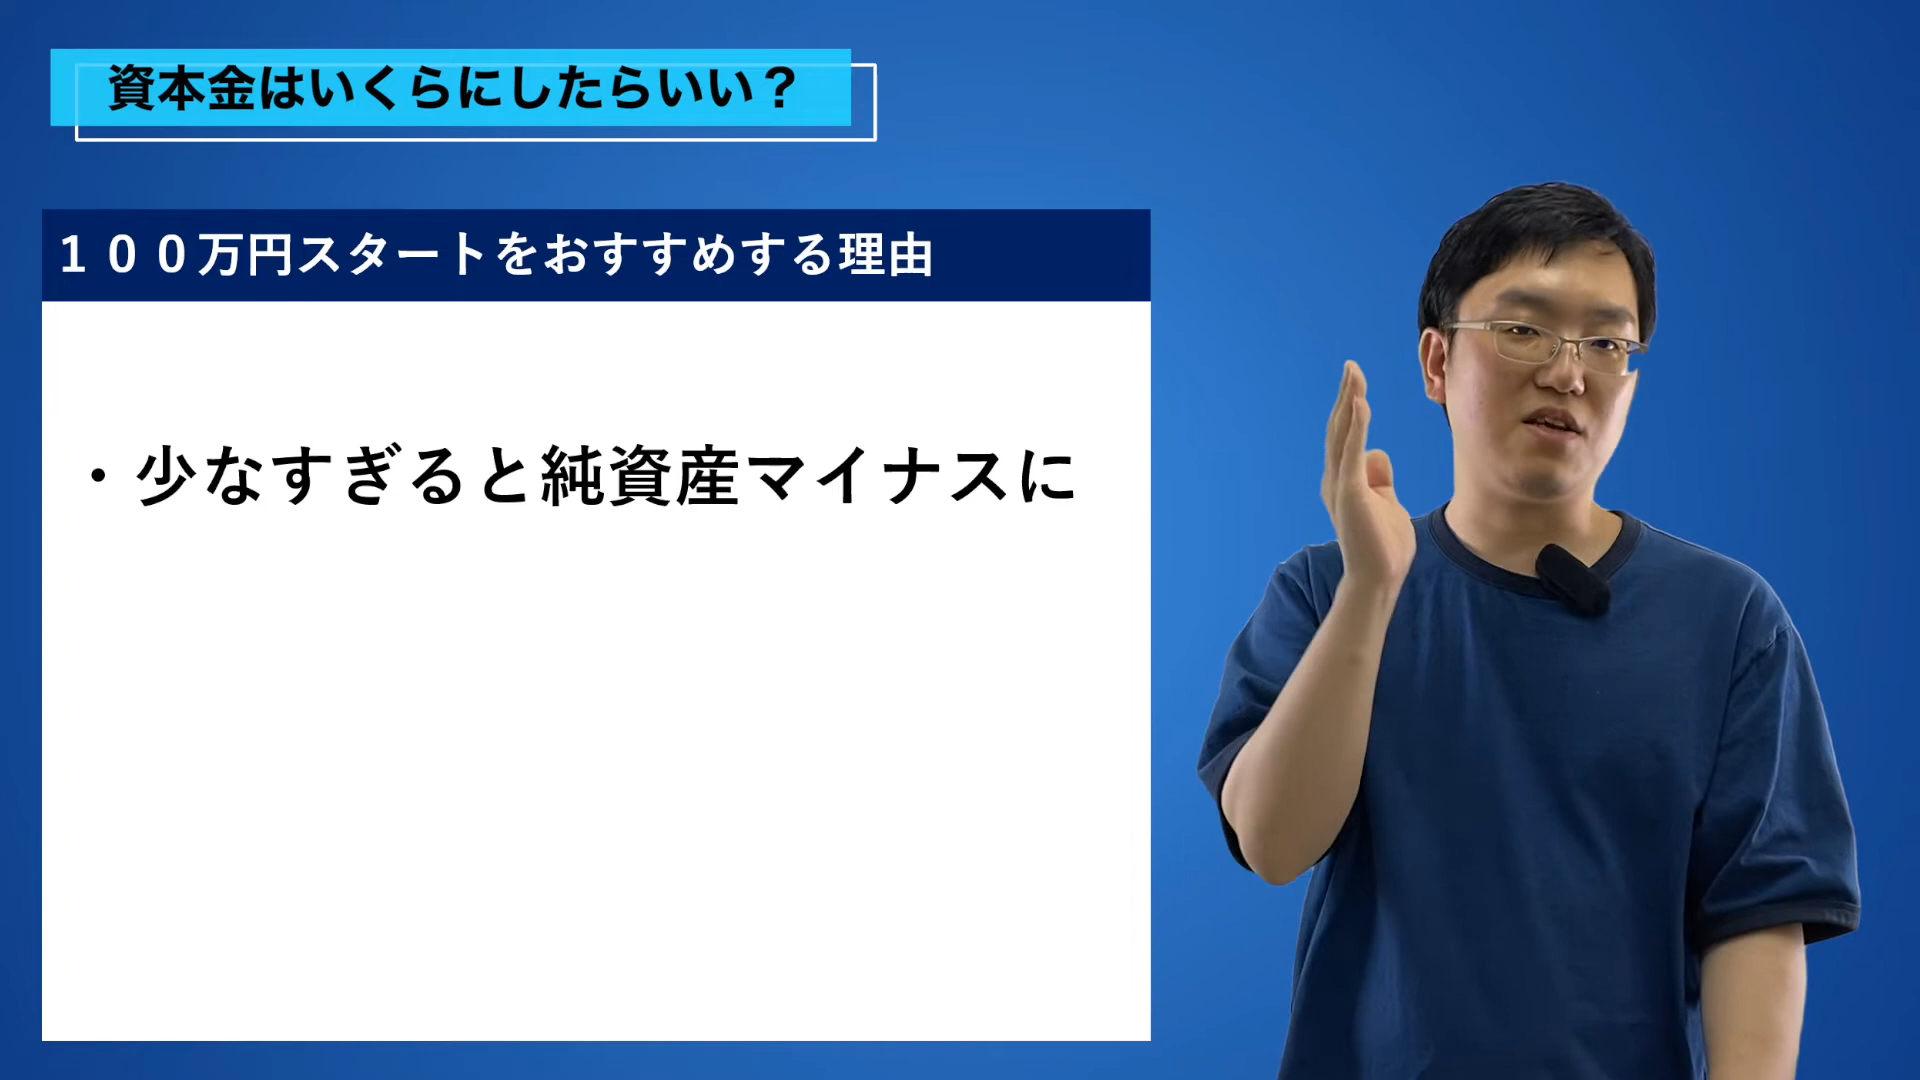 資本金はいくらにしたらいい？
１００万円スタートをおすすめする理由
・少なすぎると純資産マイナスに